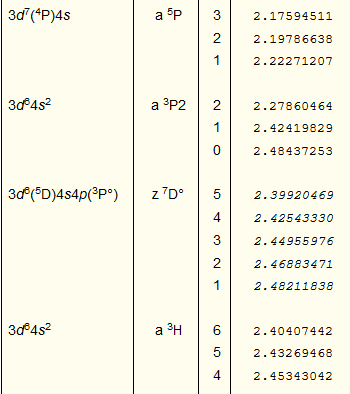 3d⁷(⁴P)4s a ⁵P 3 2.17594511
2 2.19786638
1 2.22271207
3d⁶4s² a ³P2 2 2.27860464
1 2.42419829
0 2.48437253
3d⁶(⁵D)4s4p(³P°) z ⁷D° 5 2.39920469
4 2.42543330
3 2.44955976
2 2.46883471
1 2.48211838
3d⁶4s² a ³H 6 2.40407442
5 2.43269468
4 2.45343042